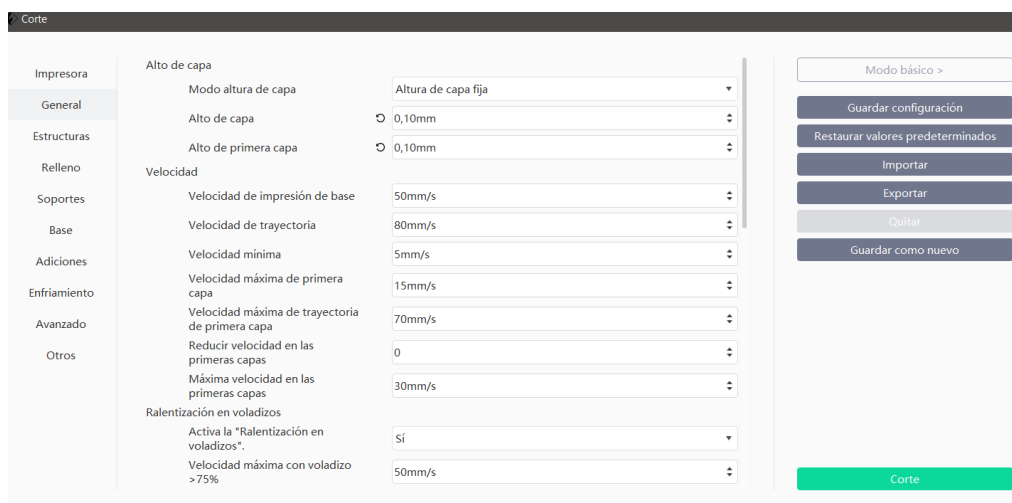 Corte
Impresora
General
Estructuras
Relleno
Soportes
Base
Adiciones
Enfriamiento
Avanzado
Otros
Alto de capa
Modo altura de capa Altura de capa fija
Alto de capa 0,10mm
Alto de primera capa 0,10mm
Velocidad
Velocidad de impresión de base 50mm/s
Velocidad de trayectoria 80mm/s
Velocidad mínima 5mm/s
Velocidad máxima de primera
capa 15mm/s
Velocidad máxima de trayectoria
de primera capa 70mm/s
Reducir velocidad en las
primeras capas 0
Máxima velocidad en las
primeras capas 30mm/s
Ralentización en voladizos
Activa la "Ralentización en
voladizos". Sí
Velocidad máxima con voladizo
>75% 50mm/s
Modo básico >
Guardar configuración
Restaurar valores predeterminados
Importar
Exportar
Quitar
Guardar como nuevo
Corte